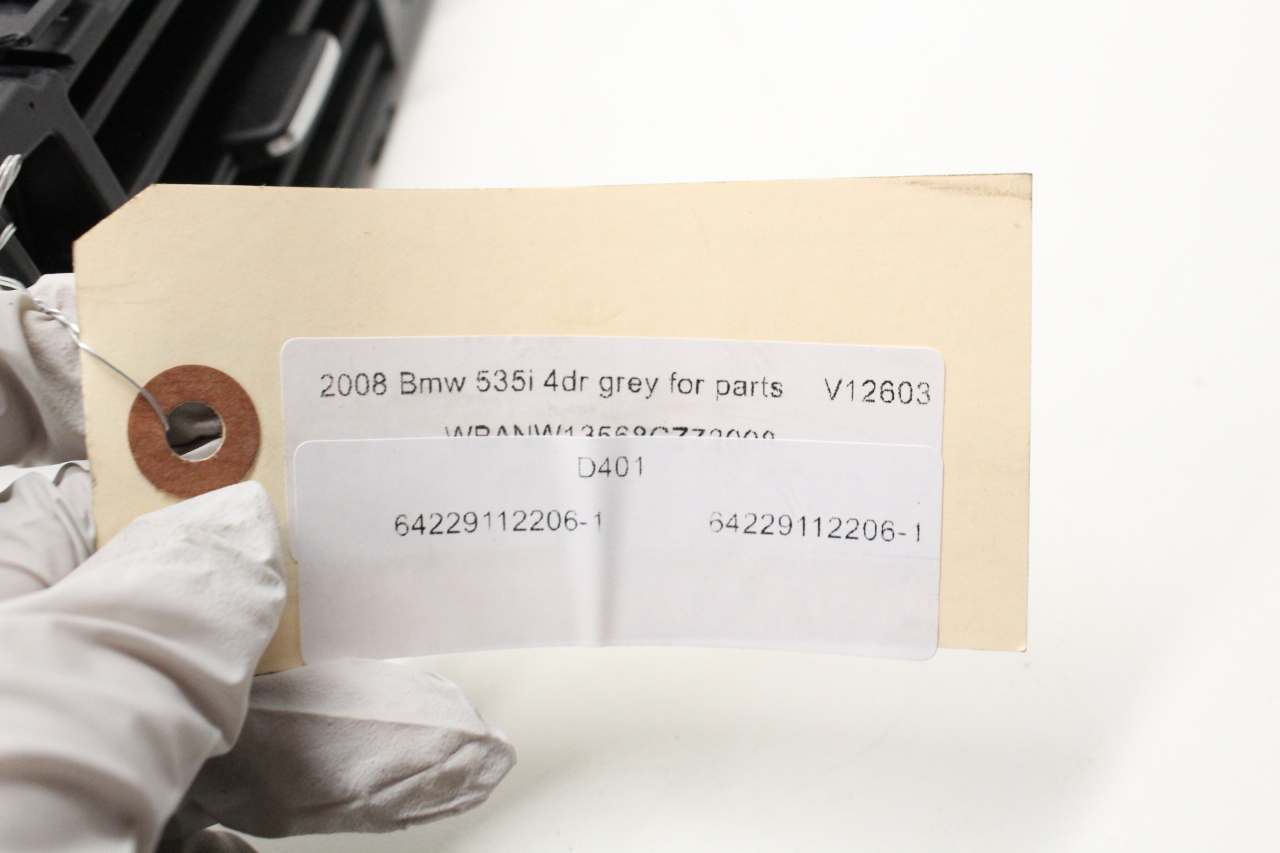 2008 Bmw 535i 4dr grey for parts V12603
D401
64229112206-1 64229112206-1